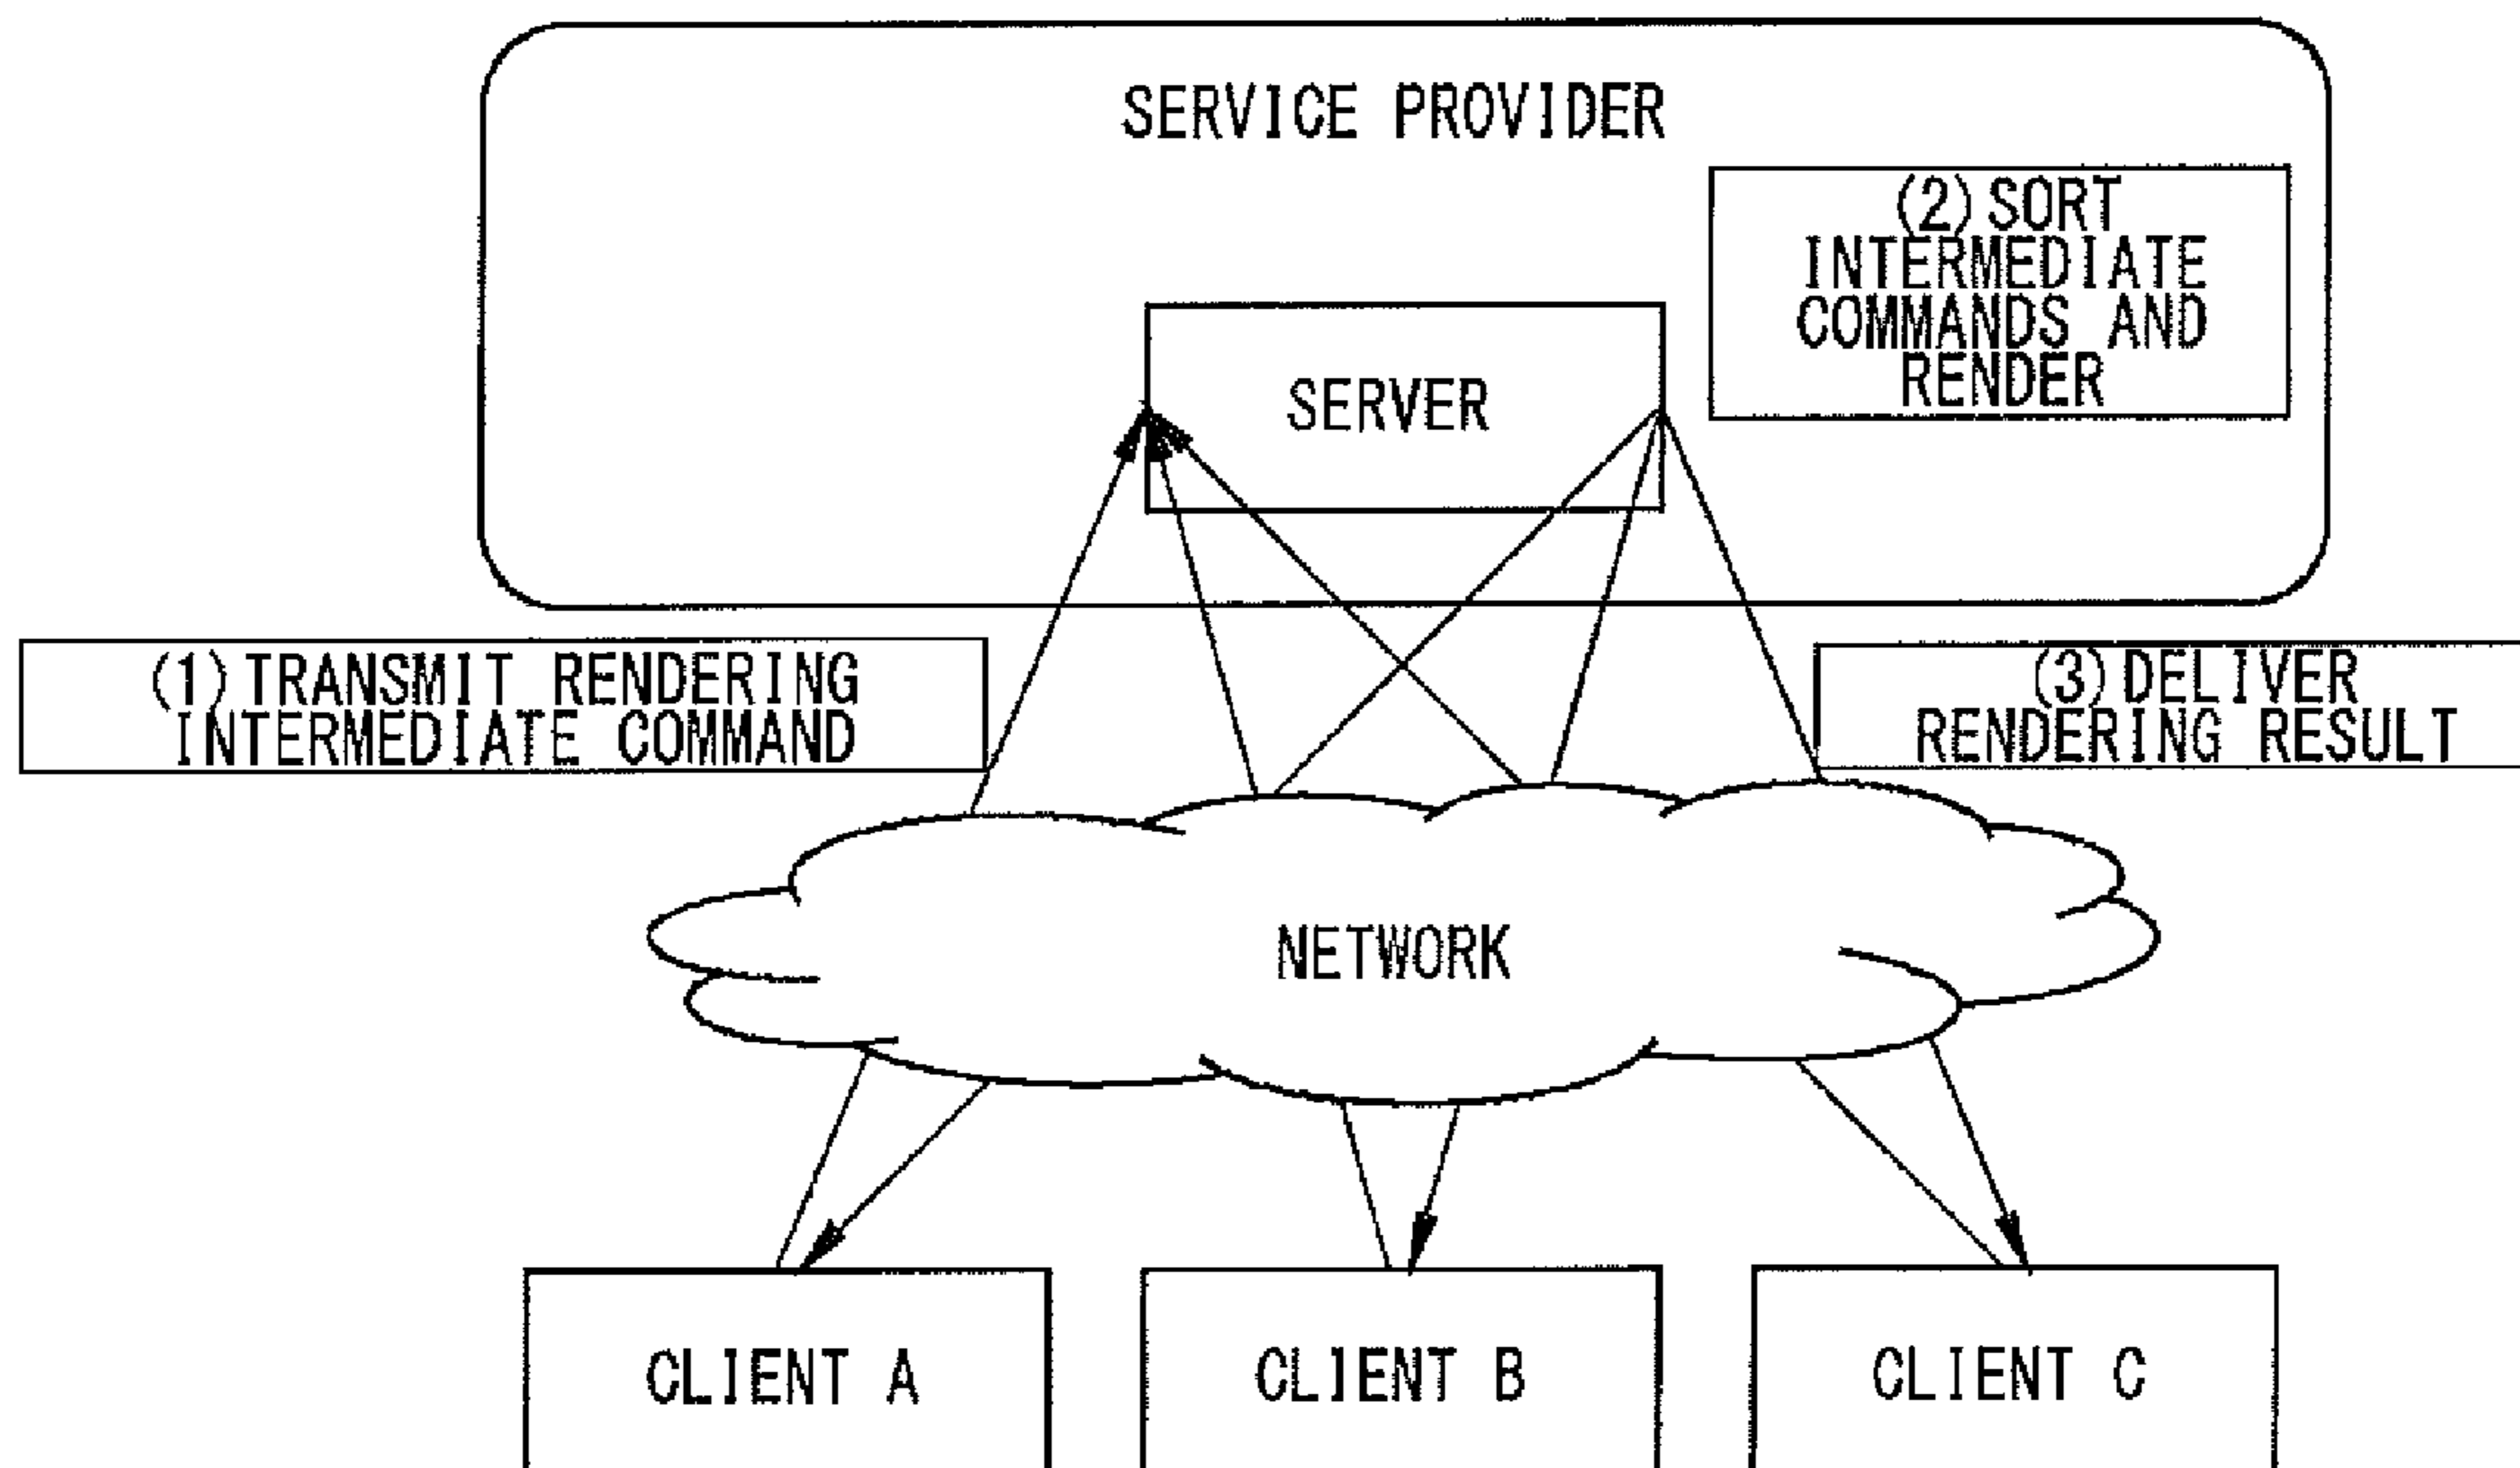 SERVICE PROVIDER
(2) SORT
INTERMEDIATE
COMMANDS AND
RENDER
SERVER
(1) TRANSMIT RENDERING
INTERMEDIATE COMMAND
(3) DELIVER
RENDERING RESULT
NETWORK
CLIENT A
CLIENT B
CLIENT C